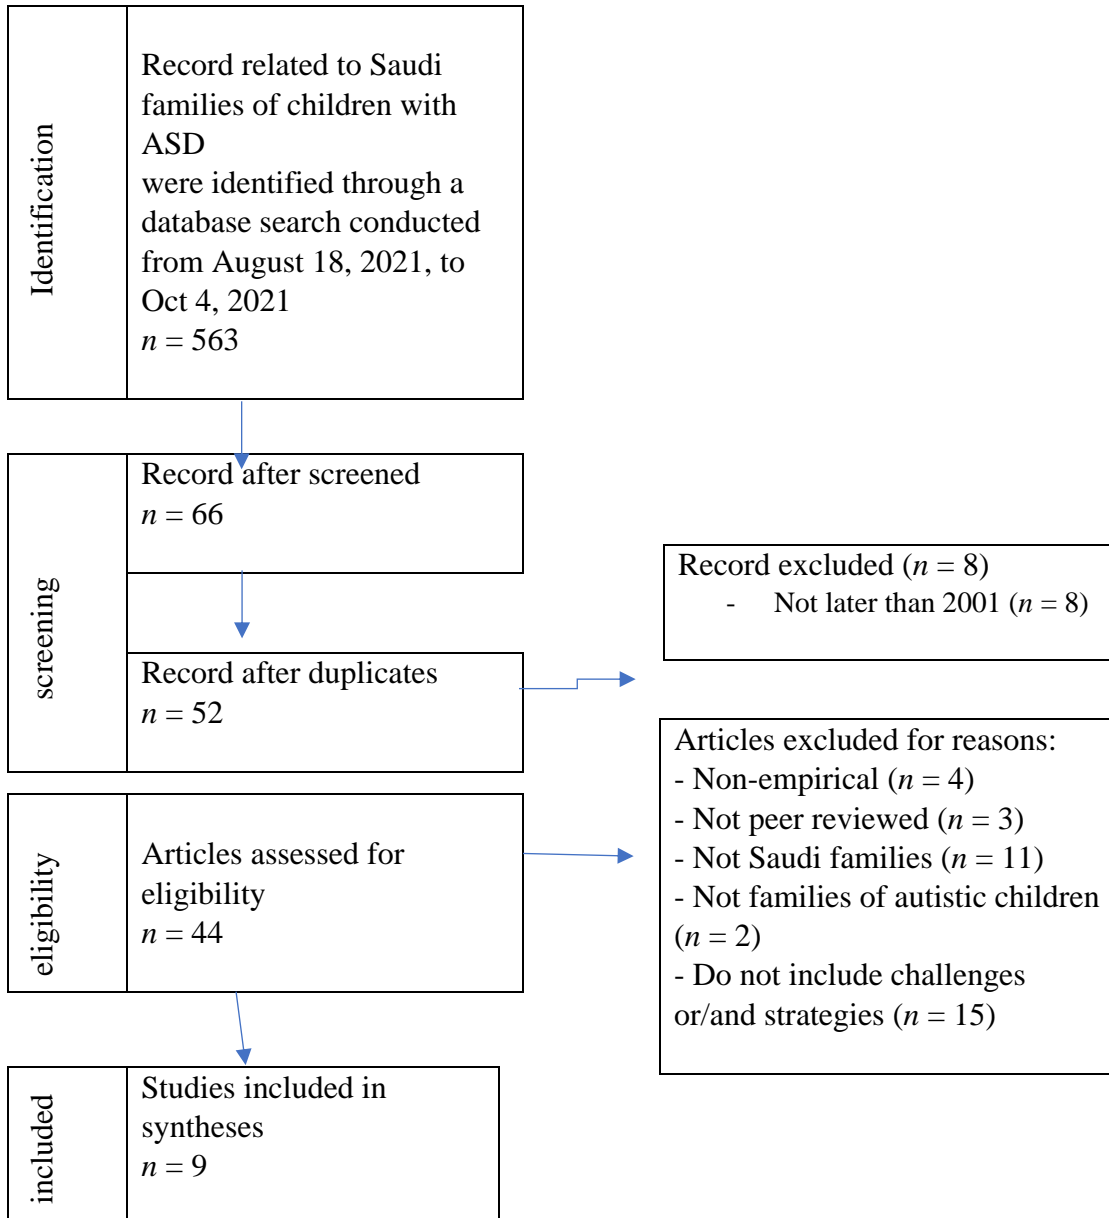 Identification
Record related to Saudi
families of children with
ASD
were identified through a
database search conducted
from August 18, 2021, to
Oct 4, 2021
n = 563
screening
Record after screened
n = 66
Record after duplicates
n = 52
Record excluded (n = 8)
- Not later than 2001 (n = 8)
eligibility
Articles assessed for
eligibility
n = 44
Articles excluded for reasons:
- Non-empirical (n = 4)
- Not peer reviewed (n = 3)
- Not Saudi families (n = 11)
- Not families of autistic children
(n = 2)
- Do not include challenges
or/and strategies (n = 15)
included
Studies included in
syntheses
n = 9